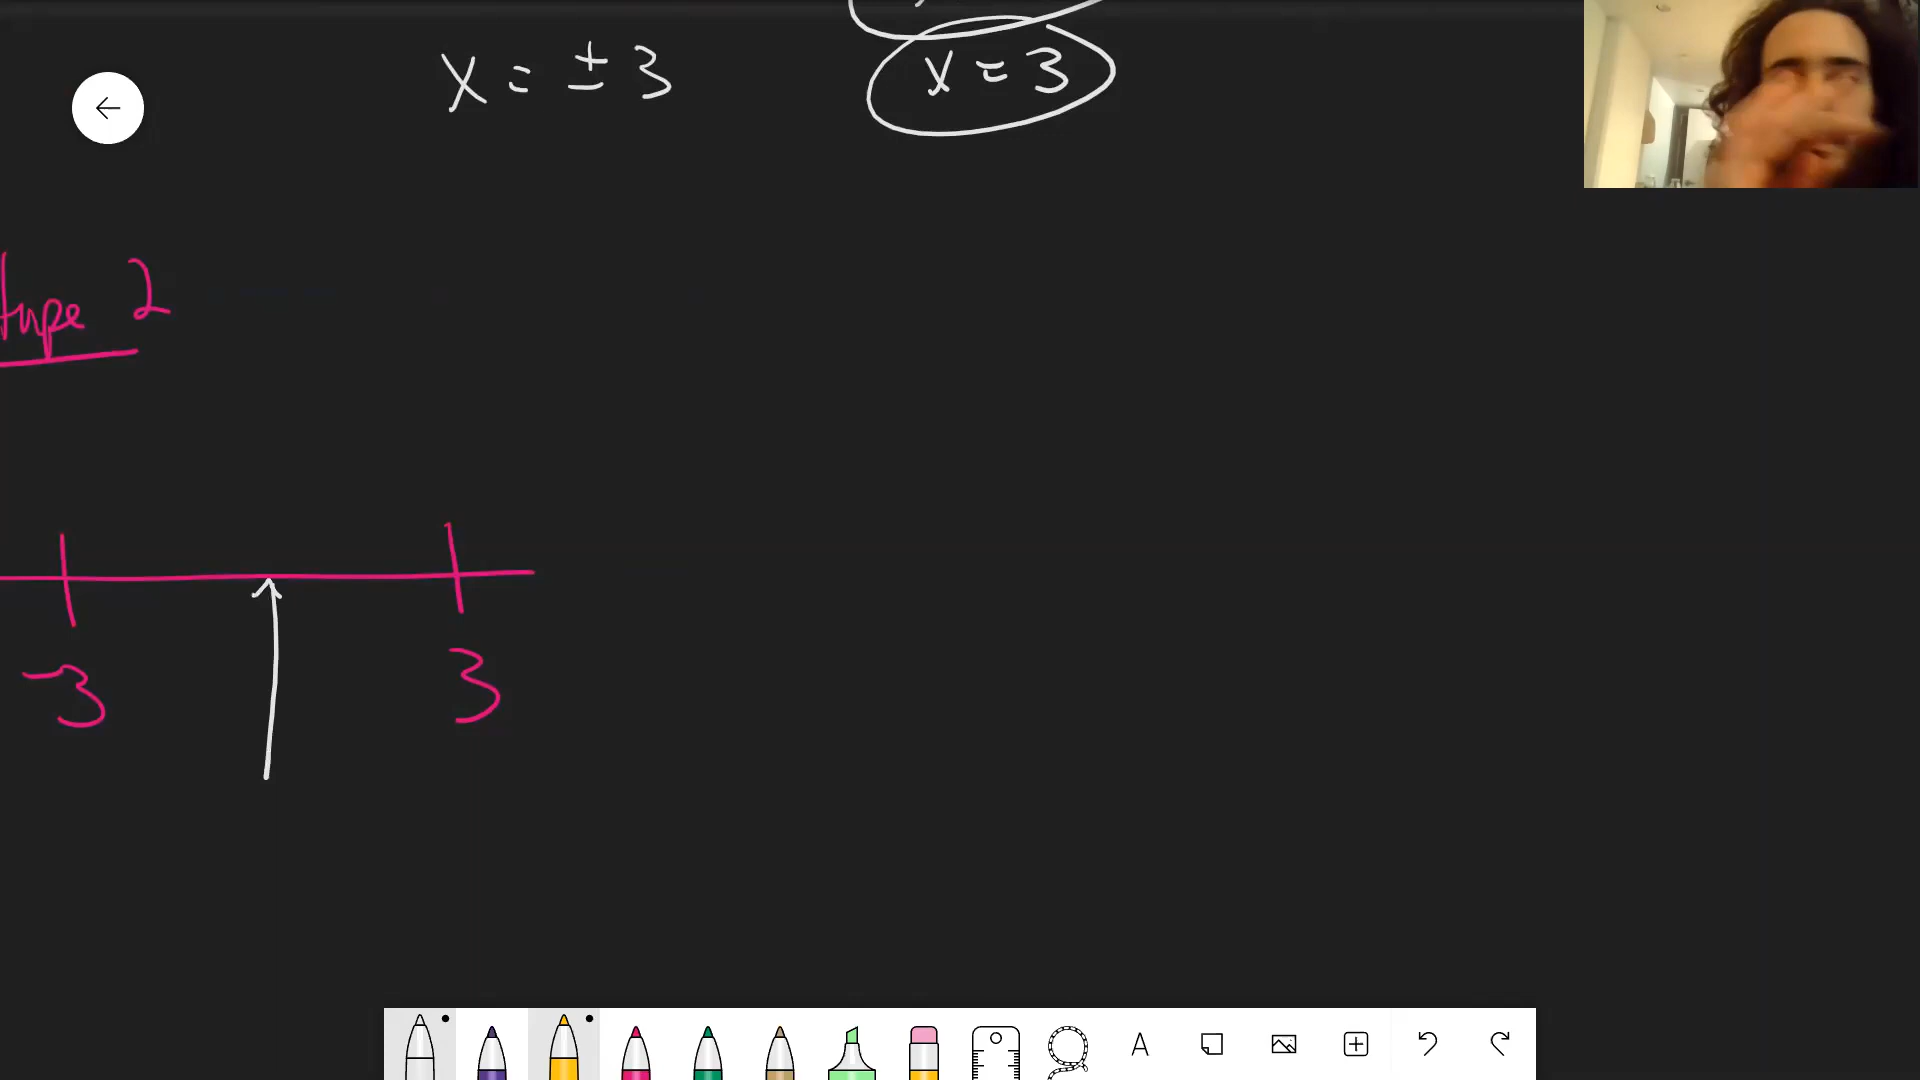 x = ± 3
x = 3
type 2
-3
3
A